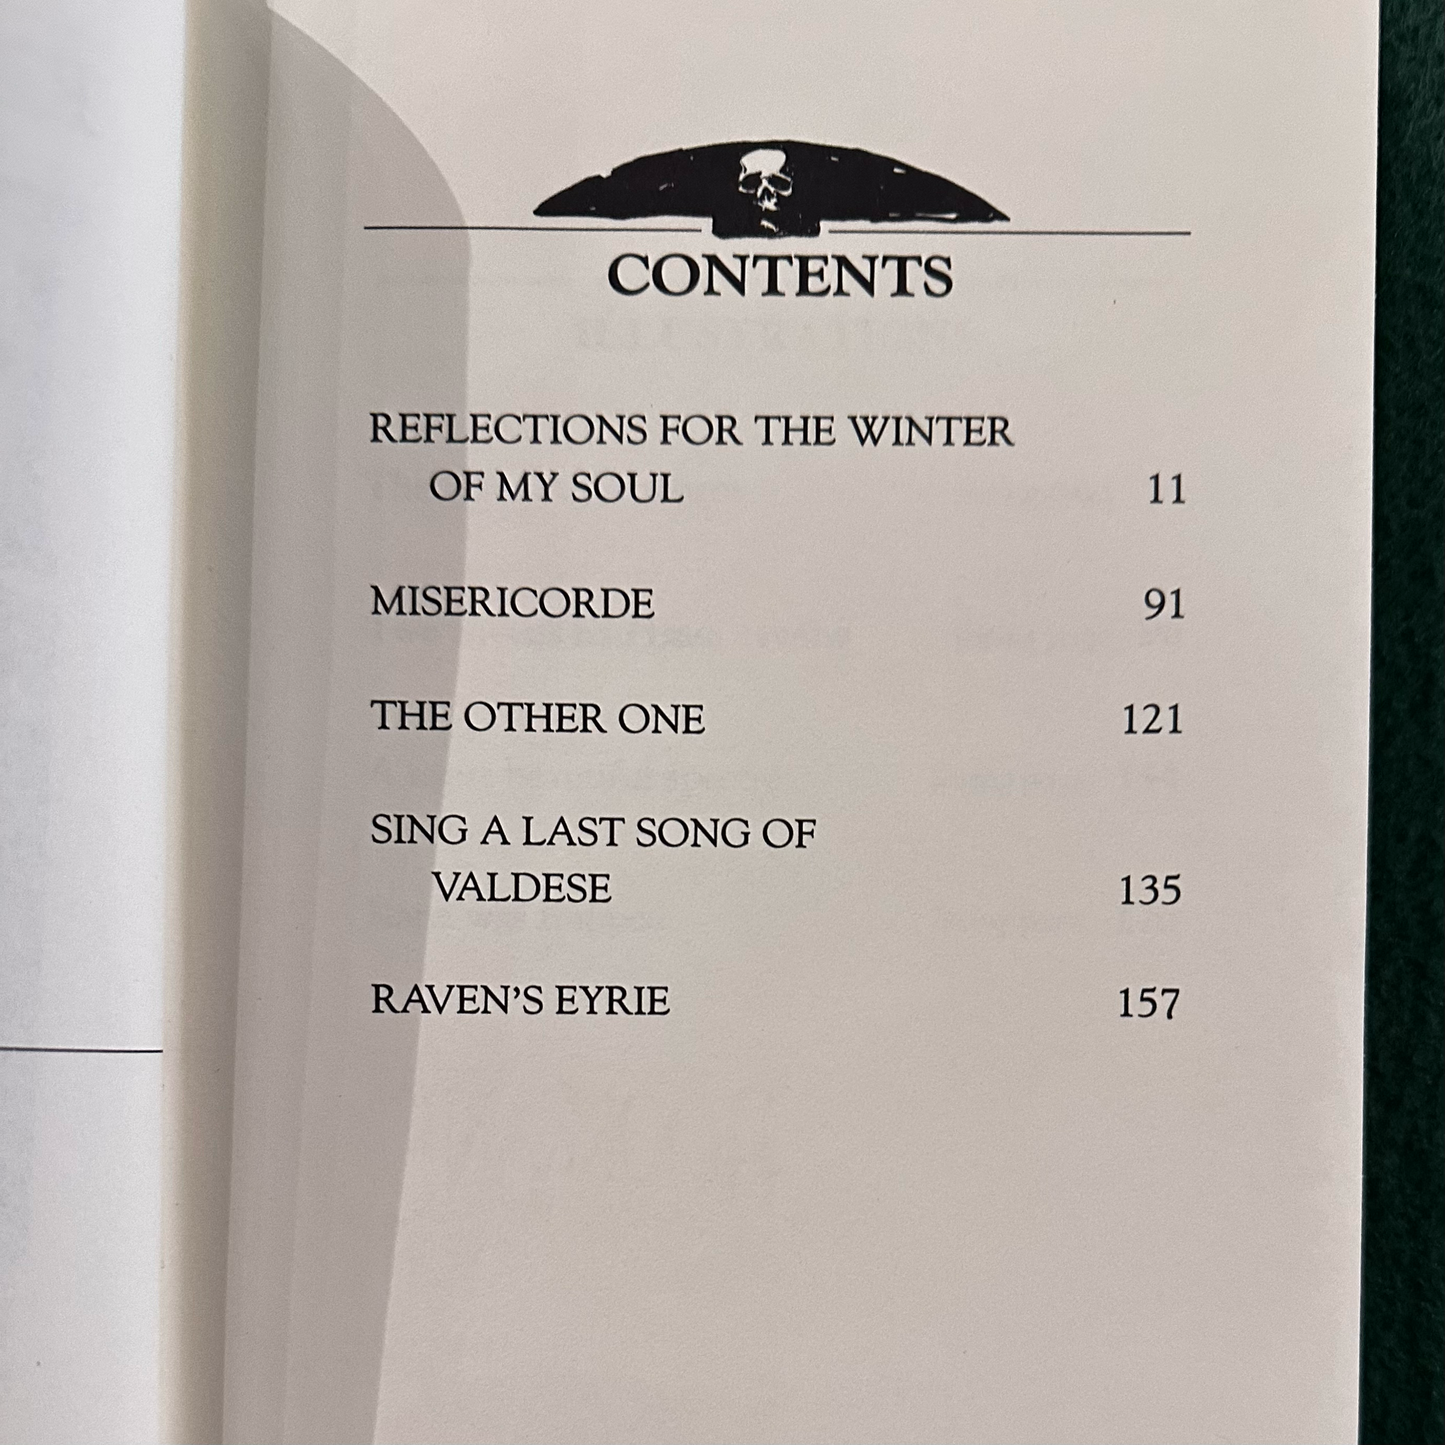 CONTENTS
REFLECTIONS FOR THE WINTER
OF MY SOUL 11
MISERICORDE 91
THE OTHER ONE 121
SING A LAST SONG OF
VALDESE 135
RAVEN'S EYRIE 157